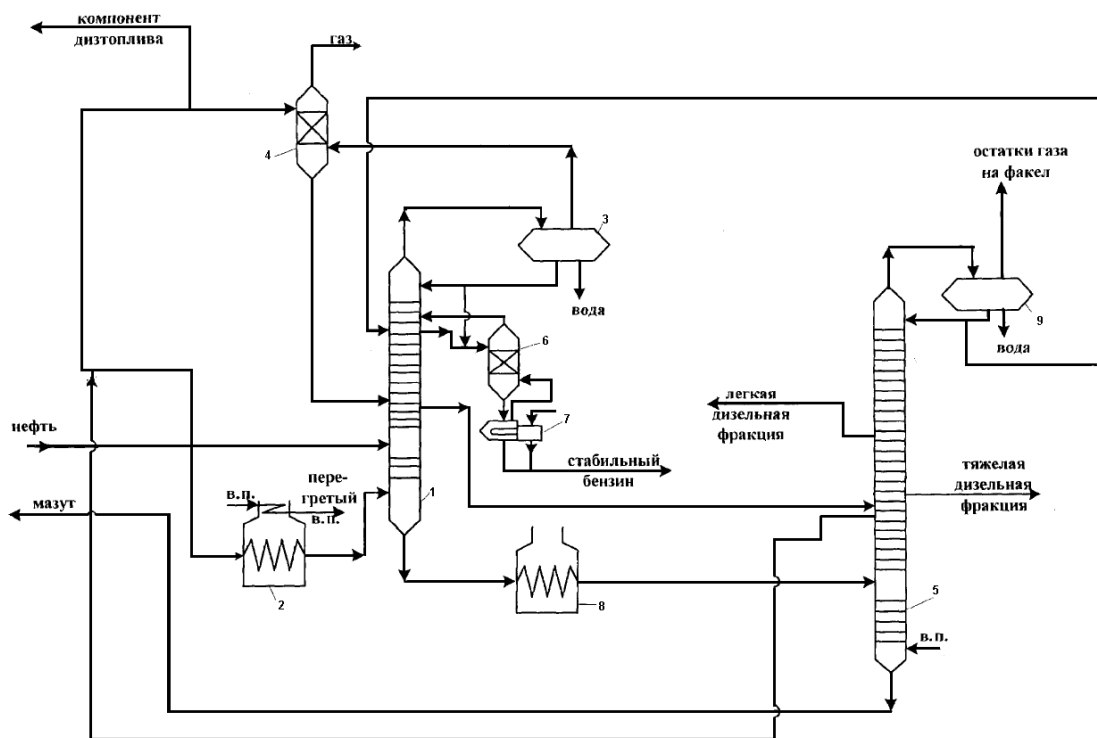 компонент
дизтоплива
газ
4
3
вода
6
7
остатки газа
на факел
9
вода
легкая
дизельная
фракция
нефть
стабильный
бензин
тяжелая
дизельная
фракция
мазут
в.п.
пере-
гретый
в.п.
1
2
8
5
в.п.